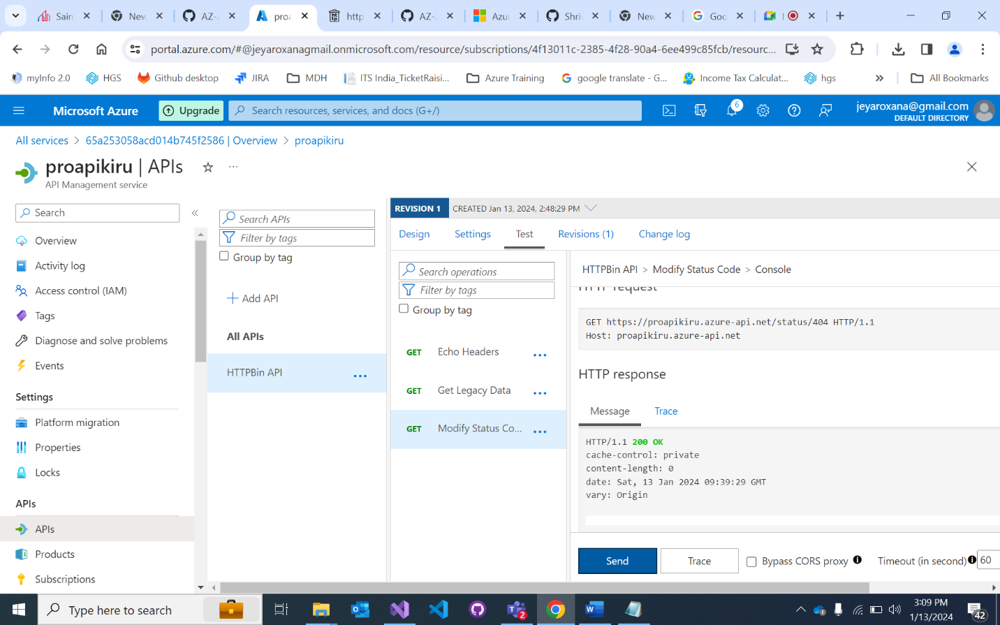 Sain
New
AZ-
proa
http
AZ-
Azur
Shri
New
Goo
portal.azure.com/#@jeyaroxanagmail.onmicrosoft.com/resource/subscriptions/4f13011c-2385-4f28-90a4-6ee499c85fcb/resourc...
myInfo 2.0
HGS
Github desktop
JIRA
MDH
ITS India_TicketRaisi...
Azure Training
google translate - G...
Income Tax Calculat...
hgs
»
All Bookmarks
Microsoft Azure
Upgrade
Search resources, services, and docs (G+/)
6
jeyaroxana@gmail.com
DEFAULT DIRECTORY
All services > 65a253058acd014b745f2586 | Overview > proapikiru
proapikiru | APIs
API Management service
Search
Overview
Activity log
Access control (IAM)
Tags
Diagnose and solve problems
Events
Settings
Platform migration
Properties
Locks
APIs
APIs
Products
Subscriptions
Search APIs
Filter by tags
Group by tag
Add API
All APIs
HTTPBin API
REVISION 1
CREATED Jan 13, 2024, 2:48:29 PM
Design
Settings
Test
Revisions (1)
Change log
Search operations
Filter by tags
Group by tag
GET Echo Headers
GET Get Legacy Data
GET Modify Status Co...
HTTPBin API > Modify Status Code > Console
HTTP request
GET https://proapikiru.azure-api.net/status/404 HTTP/1.1
Host: proapikiru.azure-api.net
HTTP response
Message
Trace
HTTP/1.1 200 OK
cache-control: private
content-length: 0
date: Sat, 13 Jan 2024 09:39:29 GMT
vary: Origin
Send
Trace
Bypass CORS proxy
Timeout (in second)
60
Type here to search
2
3:09 PM
1/13/2024
42